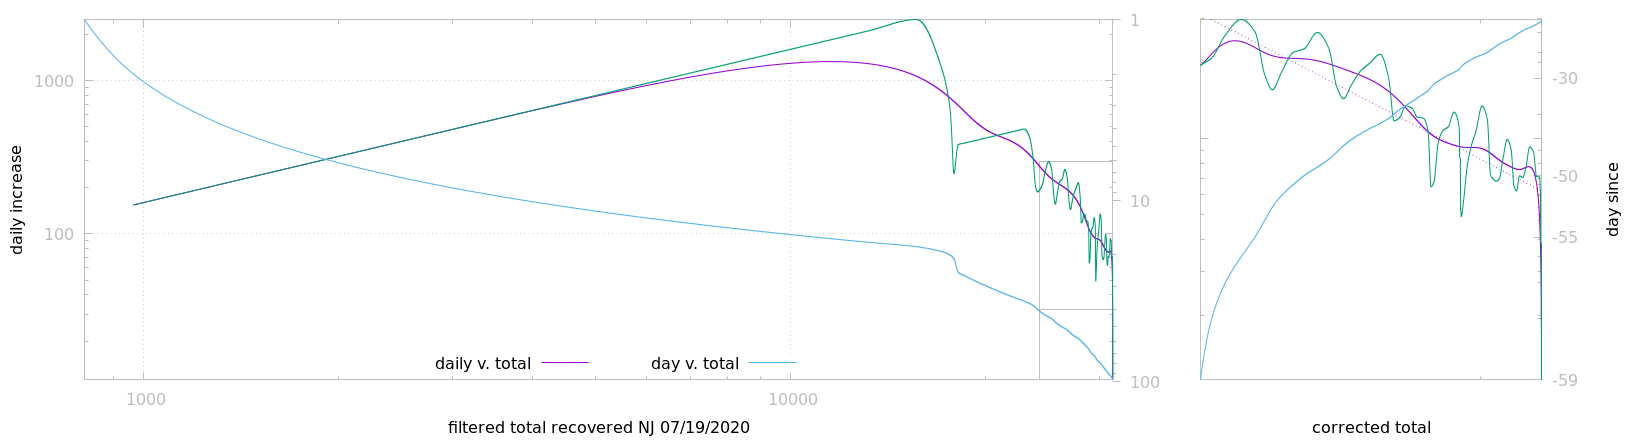 daily increase
1000
100
daily v. total
day v. total
1000
10000
filtered total recovered NJ 07/19/2020
1
10
100
-30
-50
-55
-59
day since
corrected total